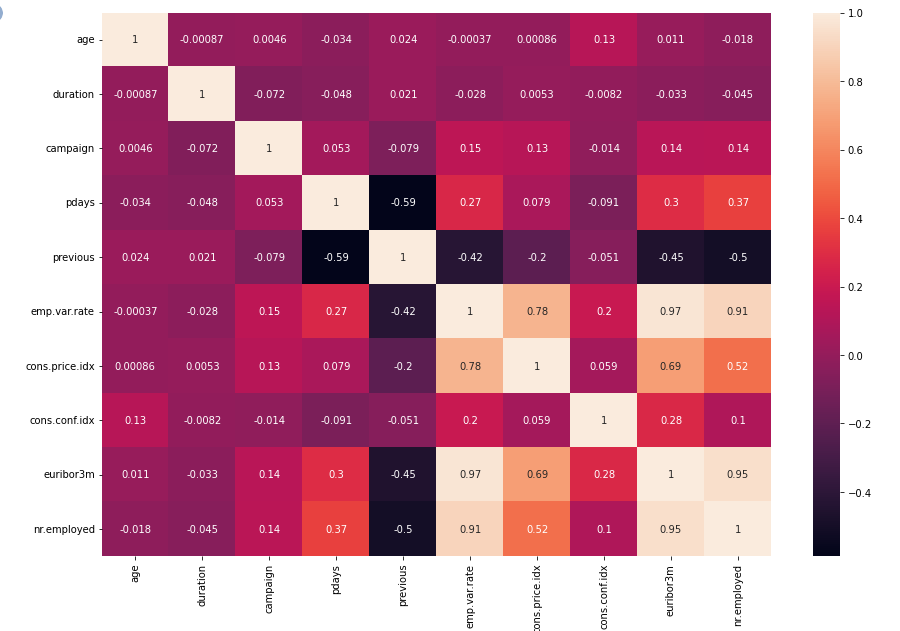 age 1 -0.00087 0.0046 -0.034 0.024 -0.00037 0.00086 0.13 0.011 -0.018
duration -0.00087 1 -0.072 -0.048 0.021 -0.028 0.0053 -0.0082 -0.033 -0.045
campaign 0.0046 -0.072 1 0.053 -0.079 0.15 0.13 -0.014 0.14 0.14
pdays -0.034 -0.048 0.053 1 -0.59 0.27 0.079 -0.091 0.3 0.37
previous 0.024 0.021 -0.079 -0.59 1 -0.42 -0.2 -0.051 -0.45 -0.5
emp.var.rate -0.00037 -0.028 0.15 0.27 -0.42 1 0.78 0.2 0.97 0.91
cons.price.idx 0.00086 0.0053 0.13 0.079 -0.2 0.78 1 0.059 0.69 0.52
cons.conf.idx 0.13 -0.0082 -0.014 -0.091 -0.051 0.2 0.059 1 0.28 0.1
euribor3m 0.011 -0.033 0.14 0.3 -0.45 0.97 0.69 0.28 1 0.95
nr.employed -0.018 -0.045 0.14 0.37 -0.5 0.91 0.52 0.1 0.95 1
age
duration
campaign
pdays
previous
emp.var.rate
cons.price.idx
cons.conf.idx
euribor3m
nr.employed
1.0
0.8
0.6
0.4
0.2
0.0
−0.2
−0.4